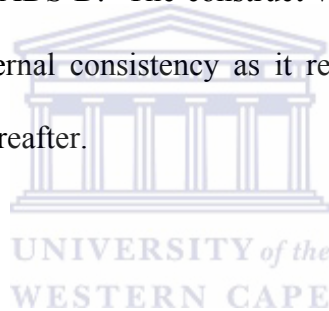 The construct v
ernal consistency as it re
reafter.
UNIVERSITY of the
WESTERN CAPE